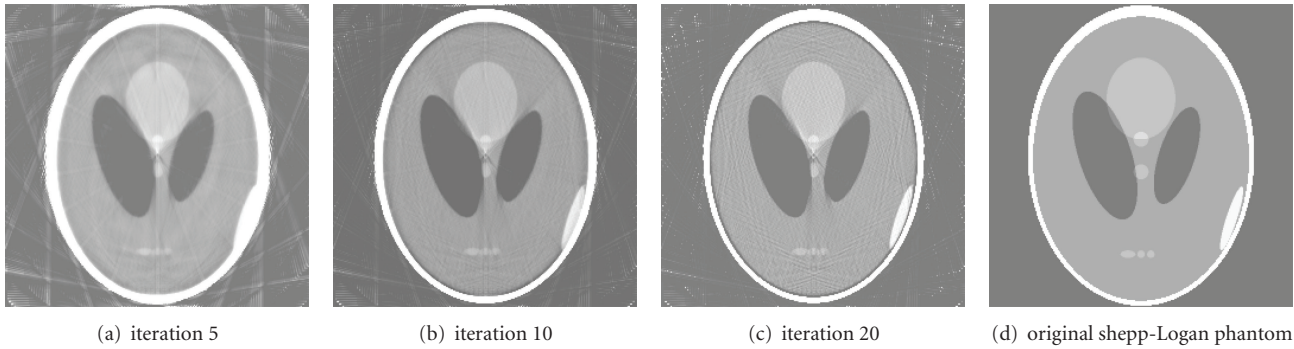 (a) iteration 5
(b) iteration 10
(c) iteration 20
(d) original shepp-Logan phantom